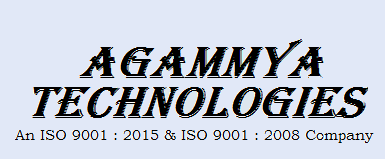 AGAMMYA
TECHNOLOGIES
An ISO 9001 : 2015 & ISO 9001 : 2008 Company